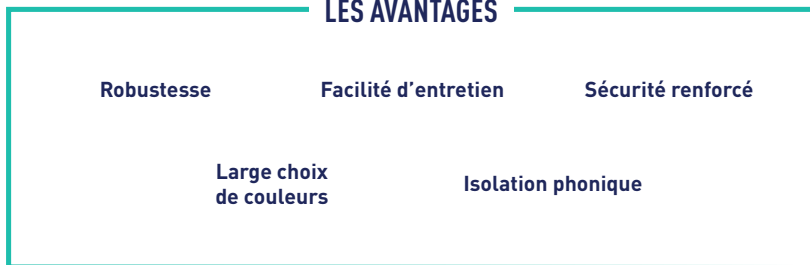 LES AVANTAGES
Robustesse
Facilité d'entretien
Sécurité renforcé
Large choix
de couleurs
Isolation phonique